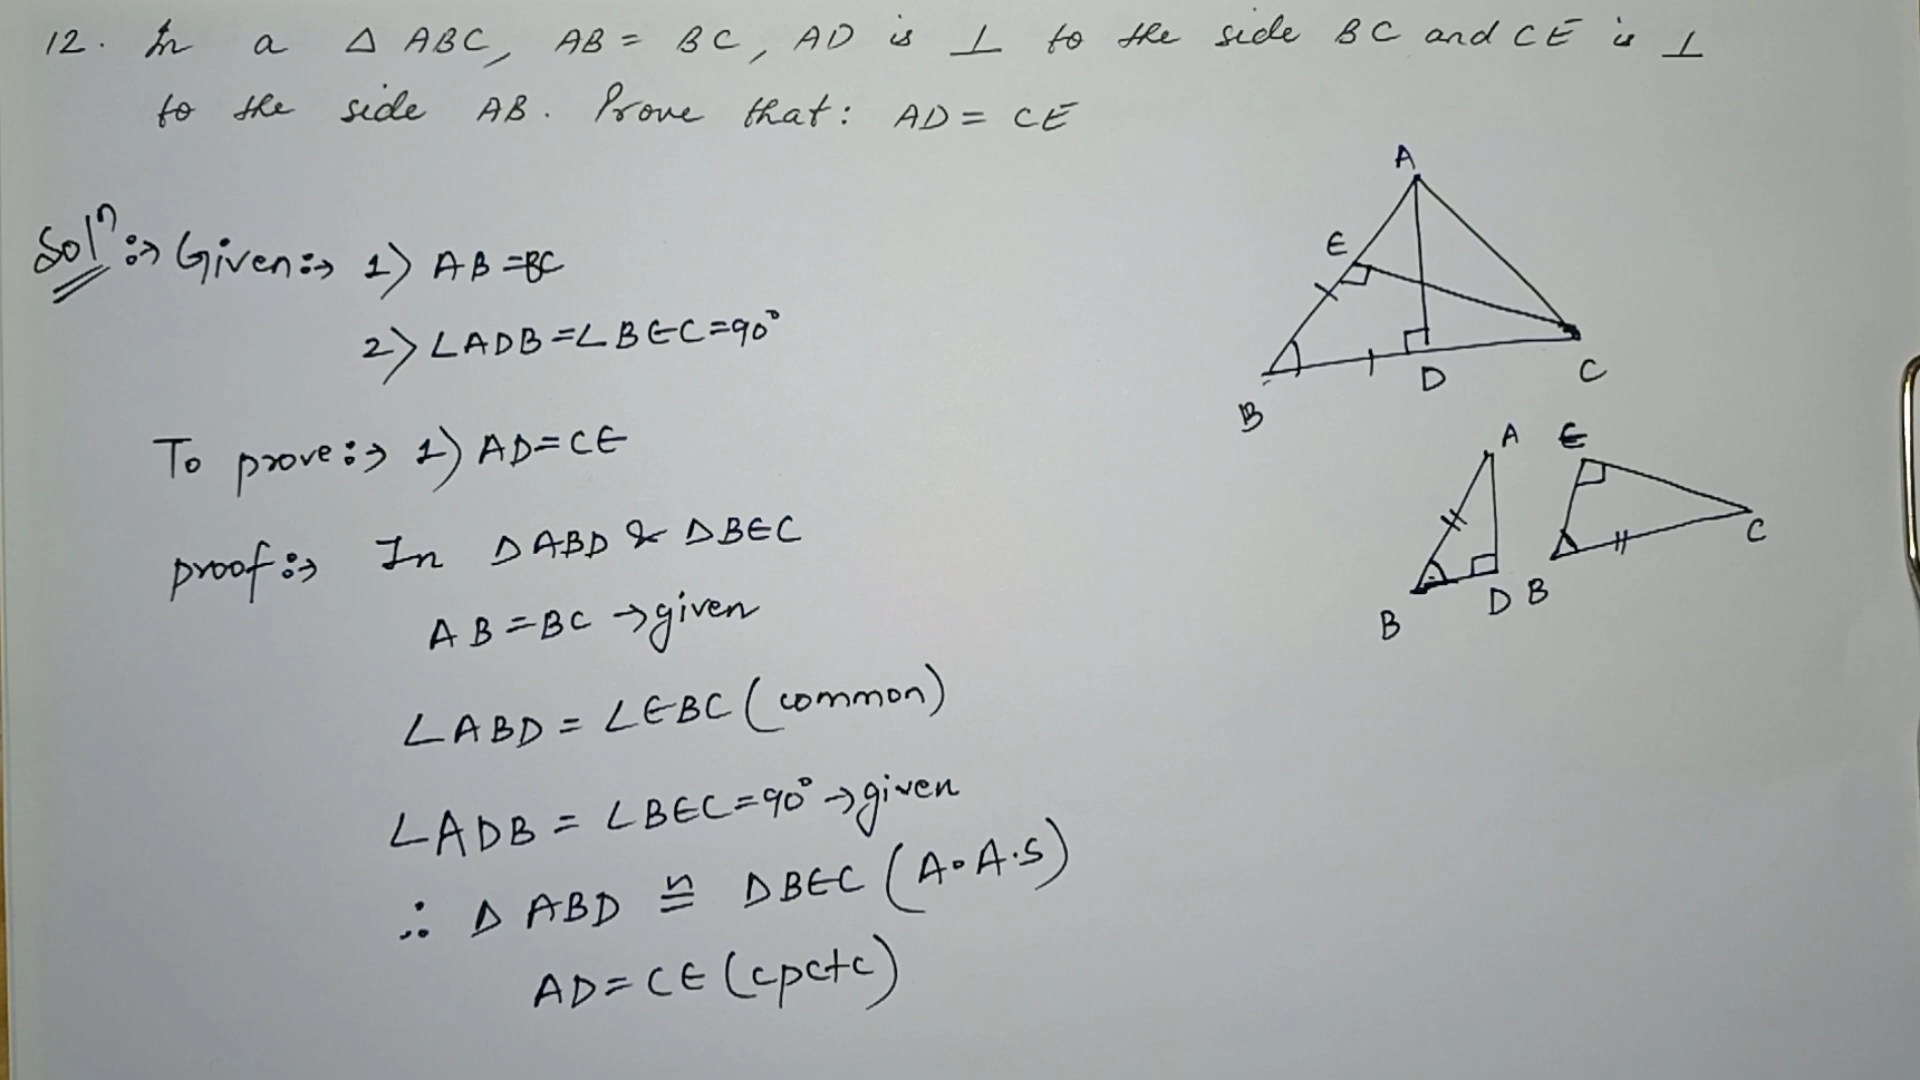 12. In a Δ ABC, AB = BC, AD is ⊥ to the side BC and CE is ⊥
to the side AB. Prove that: AD = CE
Solⁿ :→ Given :→ 1) AB = BC
2) ∠ADB = ∠BEC = 90°
To prove :→ 1) AD = CE
proof :→ In Δ ABD & Δ BEC
AB = BC → given
∠ABD = ∠EBC (common)
∠ADB = ∠BEC = 90° → given
∴ Δ ABD ≅ Δ BEC (A·A·S)
AD = CE (cpctc)
A
E
B
D
C
A
E
B
D
B
C